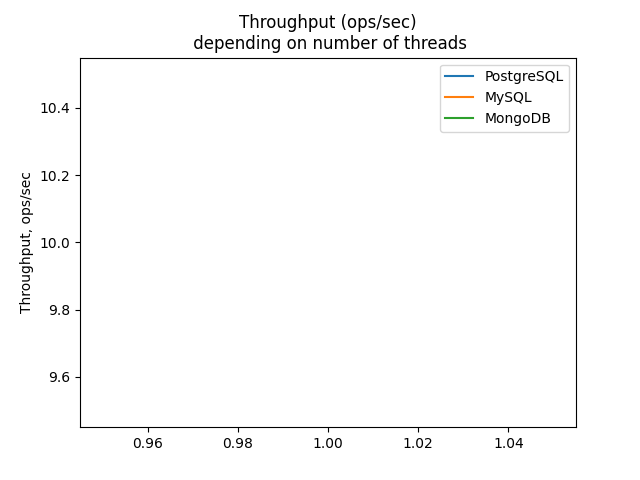 Throughput (ops/sec)
depending on number of threads
PostgreSQL
MySQL
MongoDB
Throughput, ops/sec
10.4
10.2
10.0
9.8
9.6
0.96 0.98 1.00 1.02 1.04